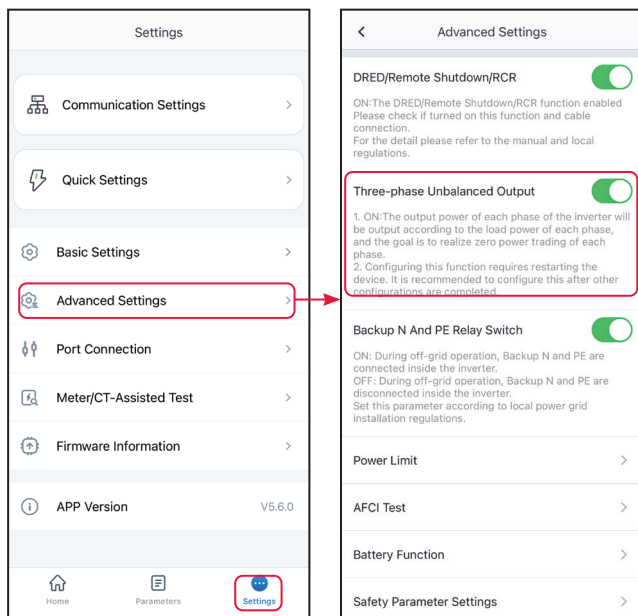 Settings
Communication Settings
Quick Settings
Basic Settings
Advanced Settings
Port Connection
Meter/CT-Assisted Test
Firmware Information
APP Version V5.6.0
Home Parameters Settings
Advanced Settings
DRED/Remote Shutdown/RCR
ON:The DRED/Remote Shutdown/RCR function enabled
Please check if turned on this function and cable
connection.
For the detail please refer to the manual and local
regulations.
Three-phase Unbalanced Output
1. ON:The output power of each phase of the inverter will
be output according to the load power of each phase,
and the goal is to realize zero power trading of each
phase.
2. Configuring this function requires restarting the
device. It is recommended to configure this after other
configurations are completed.
Backup N And PE Relay Switch
ON: During off-grid operation, Backup N and PE are
connected inside the inverter.
OFF: During off-grid operation, Backup N and PE are
disconnected inside the inverter.
Set this parameter according to local power grid
installation regulations.
Power Limit
AFCI Test
Battery Function
Safety Parameter Settings